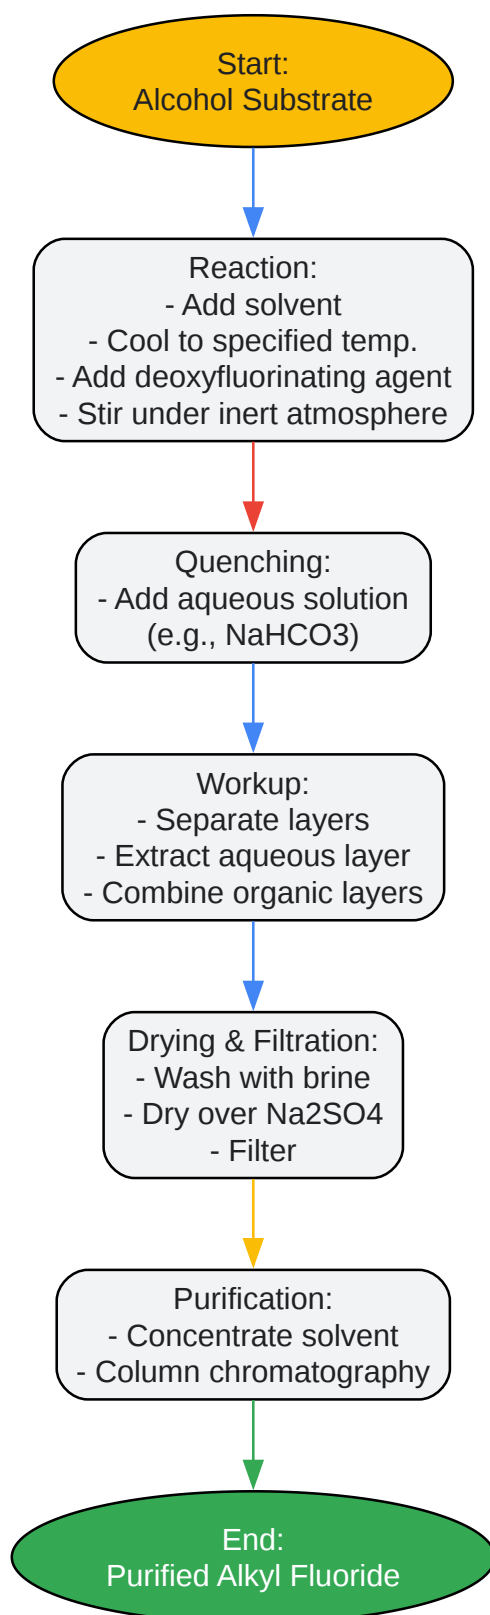 Start:
Alcohol Substrate
Reaction:
- Add solvent
- Cool to specified temp.
- Add deoxyfluorinating agent
- Stir under inert atmosphere
Quenching:
- Add aqueous solution
(e.g., NaHCO3)
Workup:
- Separate layers
- Extract aqueous layer
- Combine organic layers
Drying & Filtration:
- Wash with brine
- Dry over Na2SO4
- Filter
Purification:
- Concentrate solvent
- Column chromatography
End:
Purified Alkyl Fluoride